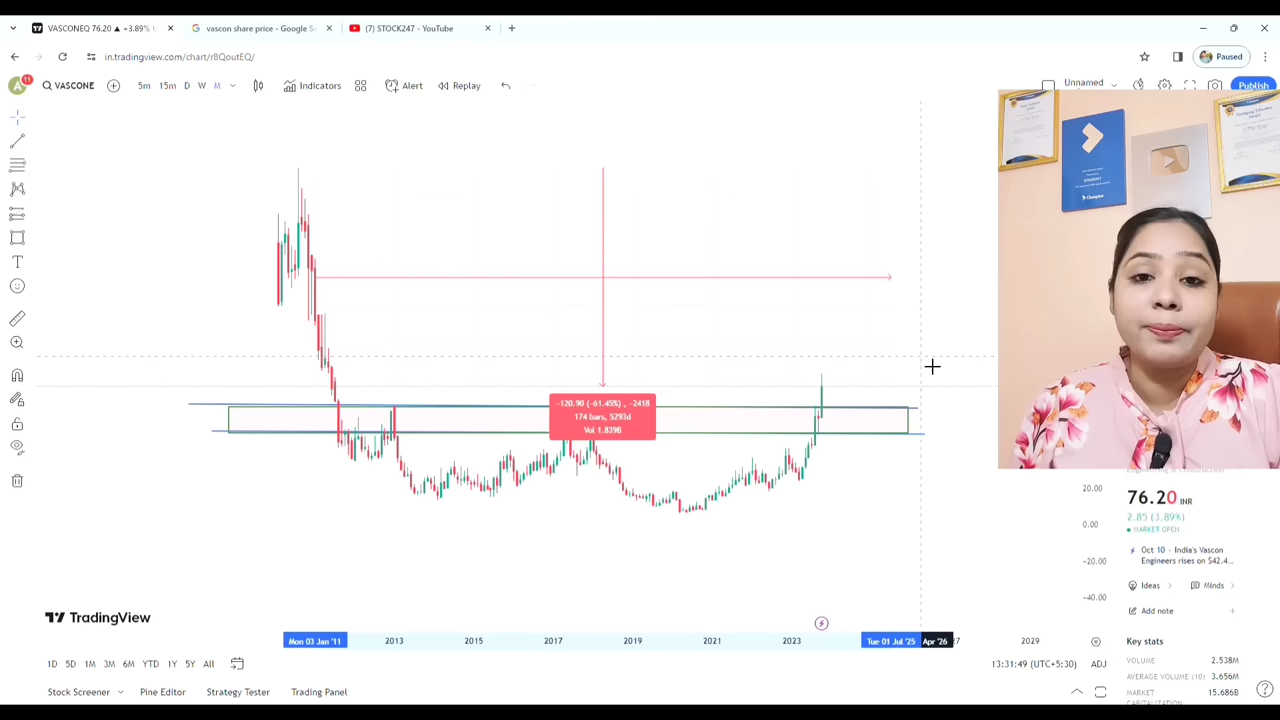 VASCONEQ 76.20 ▲ +3.89%
vascon share price - Google S
(7) STOCK247 - YouTube
in.tradingview.com/chart/r8QoutEQ/
Paused
A
11
VASCONE
5m
15m
D
W
M
Indicators
Alert
Replay
Unnamed
Publish
−120.90 (−61.45%) , −2418
174 bars, 5293d
Vol 1.839B
Engineering & Construction
20.00
0.00
−20.00
−40.00
76.20 INR
2.85 (3.89%)
MARKET OPEN
Oct 10 · India's Vascon
Engineers rises on 542.4...
Ideas
Minds
Add note
TradingView
Mon 03 Jan '11
2013
2015
2017
2019
2021
2023
Tue 01 Jul '25
Apr '26
27
2029
Key stats
1D
5D
1M
3M
6M
YTD
1Y
5Y
All
13:31:49 (UTC+5:30)
ADJ
VOLUME
2.538M
AVERAGE VOLUME (10)
3.656M
MARKET
15.686B
CAPITALIZATION
Stock Screener
Pine Editor
Strategy Tester
Trading Panel